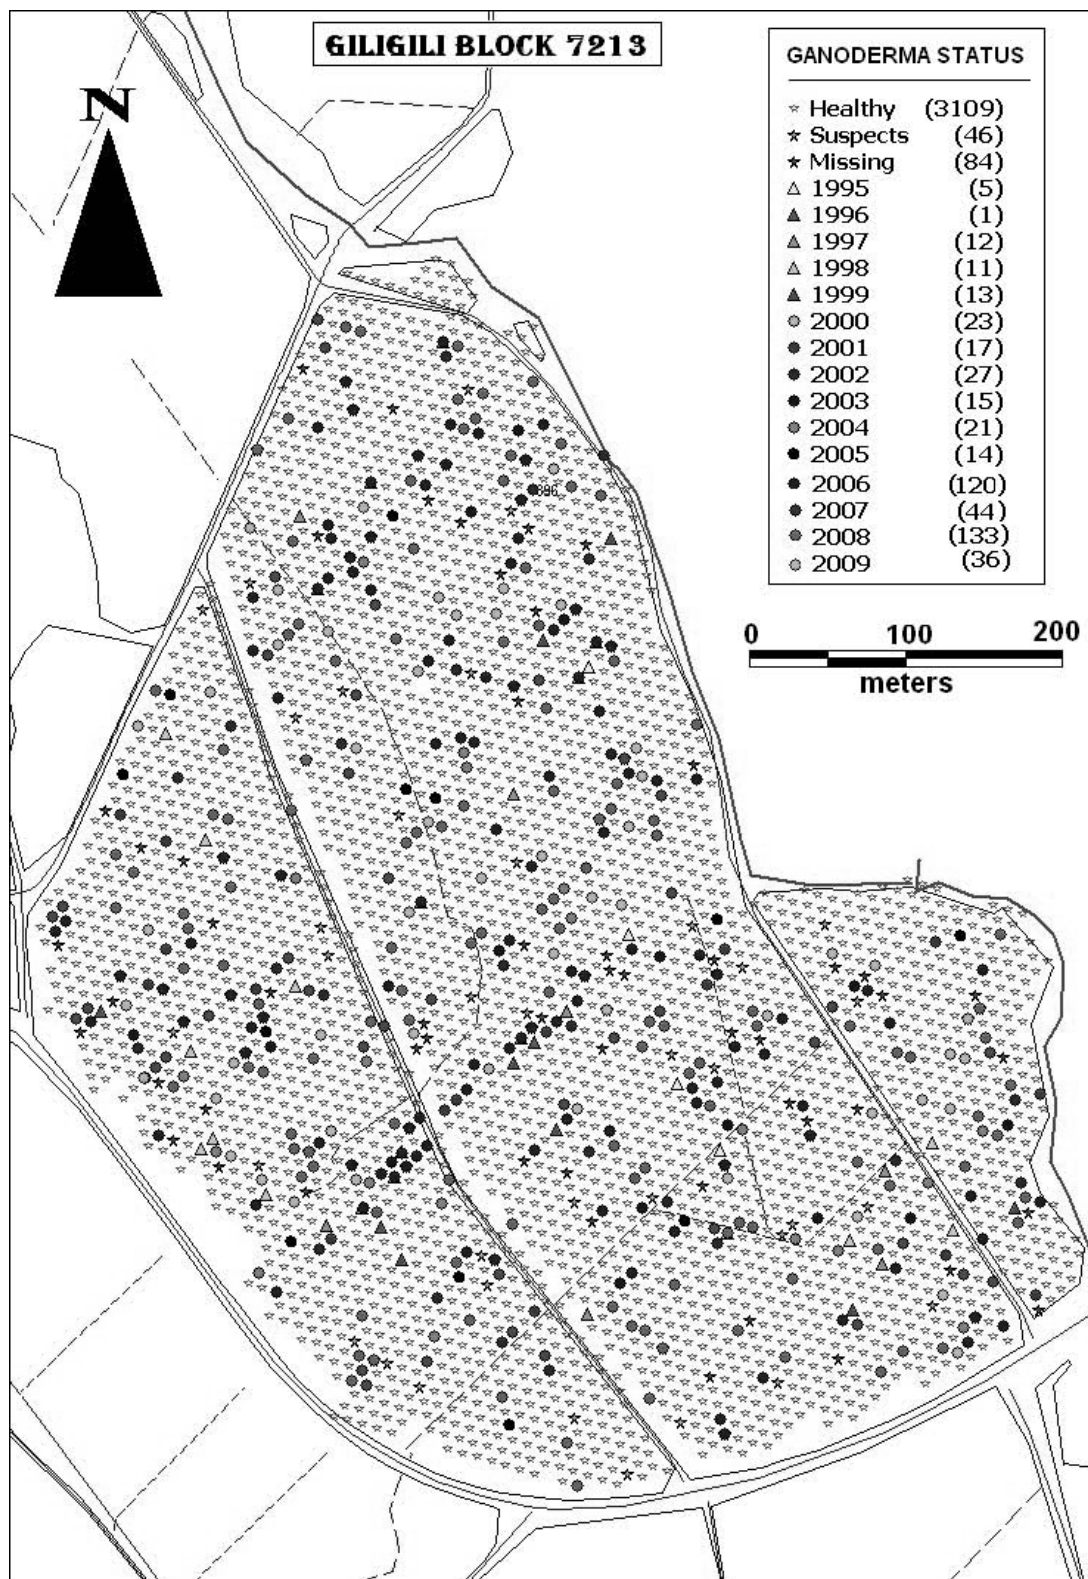 GILIGILI BLOCK 7213
N
GANODERMA STATUS
Healthy (3109)
Suspects (46)
Missing (84)
1995 (5)
1996 (1)
1997 (12)
1998 (11)
1999 (13)
2000 (23)
2001 (17)
2002 (27)
2003 (15)
2004 (21)
2005 (14)
2006 (120)
2007 (44)
2008 (133)
2009 (36)
0 100 200
meters